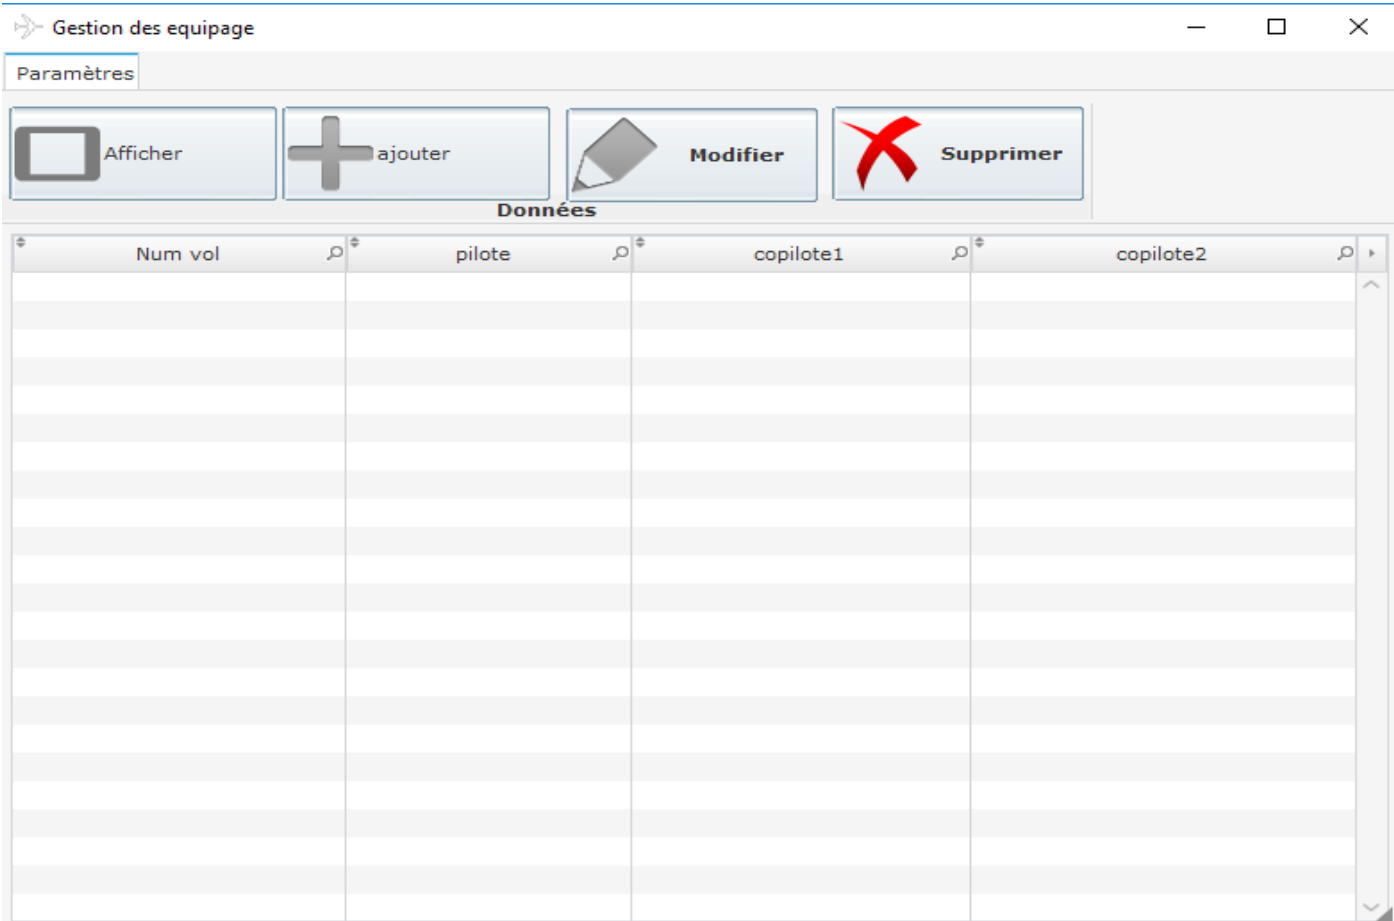 Gestion des equipage
Paramètres
Afficher ajouter Modifier Supprimer
Données
Num vol pilote copilote1 copilote2